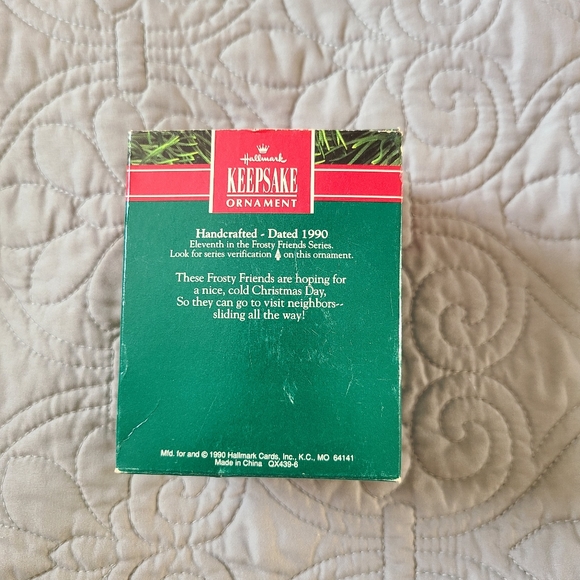 Hallmark
KEEPSAKE
ORNAMENT
Handcrafted - Dated 1990
Eleventh in the Frosty Friends Series.
Look for series verification on this ornament.
These Frosty Friends are hoping for
a nice, cold Christmas Day,
So they can go to visit neighbors--
sliding all the way!
Mfd. for and © 1990 Hallmark Cards, Inc., K.C., MO 64141
Made in China QX439-6